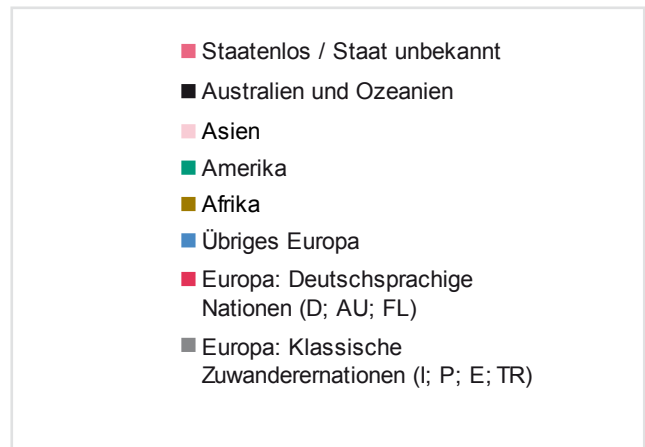 Staatenlos / Staat unbekannt
Australien und Ozeanien
Asien
Amerika
Afrika
Übriges Europa
Europa: Deutschsprachige
Nationen (D; AU; FL)
Europa: Klassische
Zuwanderernationen (I; P; E; TR)